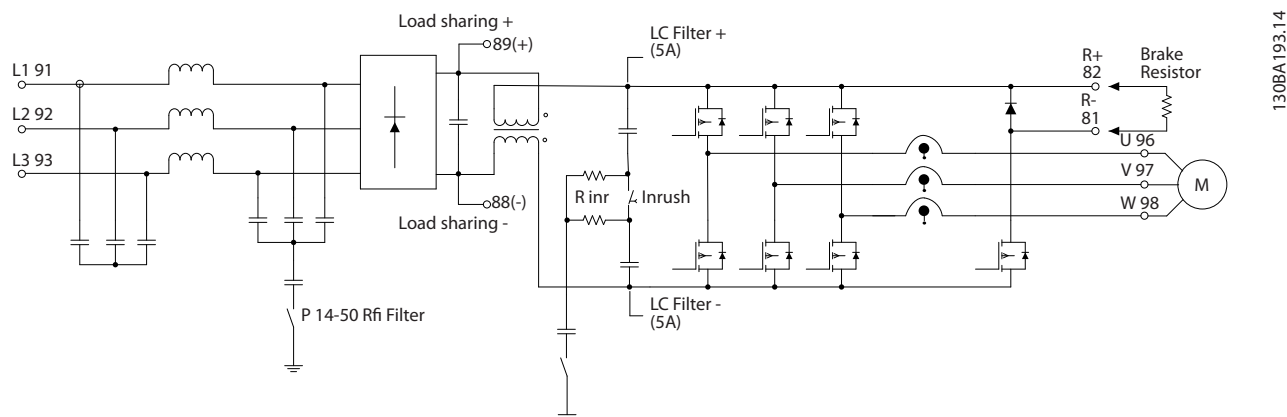 130BA193.14
Load sharing +
89(+)
LC Filter +
(5A)
R+
82
Brake
Resistor
L1 91
R-
81
L2 92
U 96
L3 93
V 97
M
R inr
Inrush
88(-)
W 98
Load sharing -
LC Filter -
(5A)
P 14-50 Rfi Filter